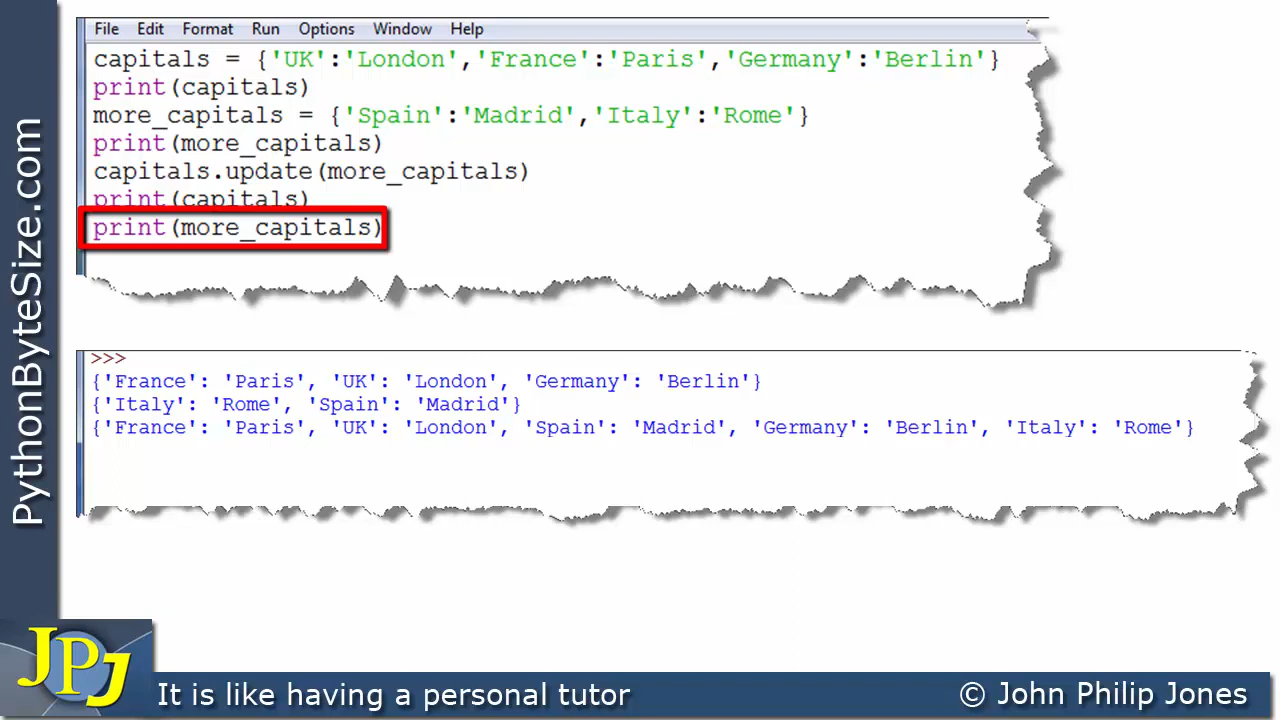 PythonByteSize.com
File Edit Format Run Options Window Help
capitals = {'UK':'London','France':'Paris','Germany':'Berlin'}
print(capitals)
more_capitals = {'Spain':'Madrid','Italy':'Rome'}
print(more_capitals)
capitals.update(more_capitals)
print(capitals)
print(more_capitals)
>>>
{'France': 'Paris', 'UK': 'London', 'Germany': 'Berlin'}
{'Italy': 'Rome', 'Spain': 'Madrid'}
{'France': 'Paris', 'UK': 'London', 'Spain': 'Madrid', 'Germany': 'Berlin', 'Italy': 'Rome'}
JPJ
It is like having a personal tutor
© John Philip Jones